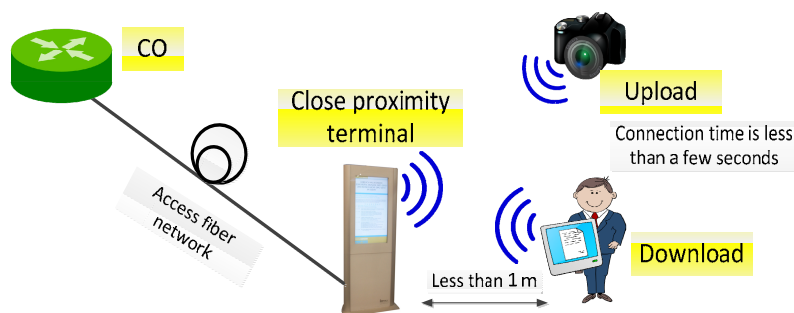 CO
Close proximity
terminal
Access fiber
network
Upload
Connection time is less
than a few seconds
Download
Less than 1 m